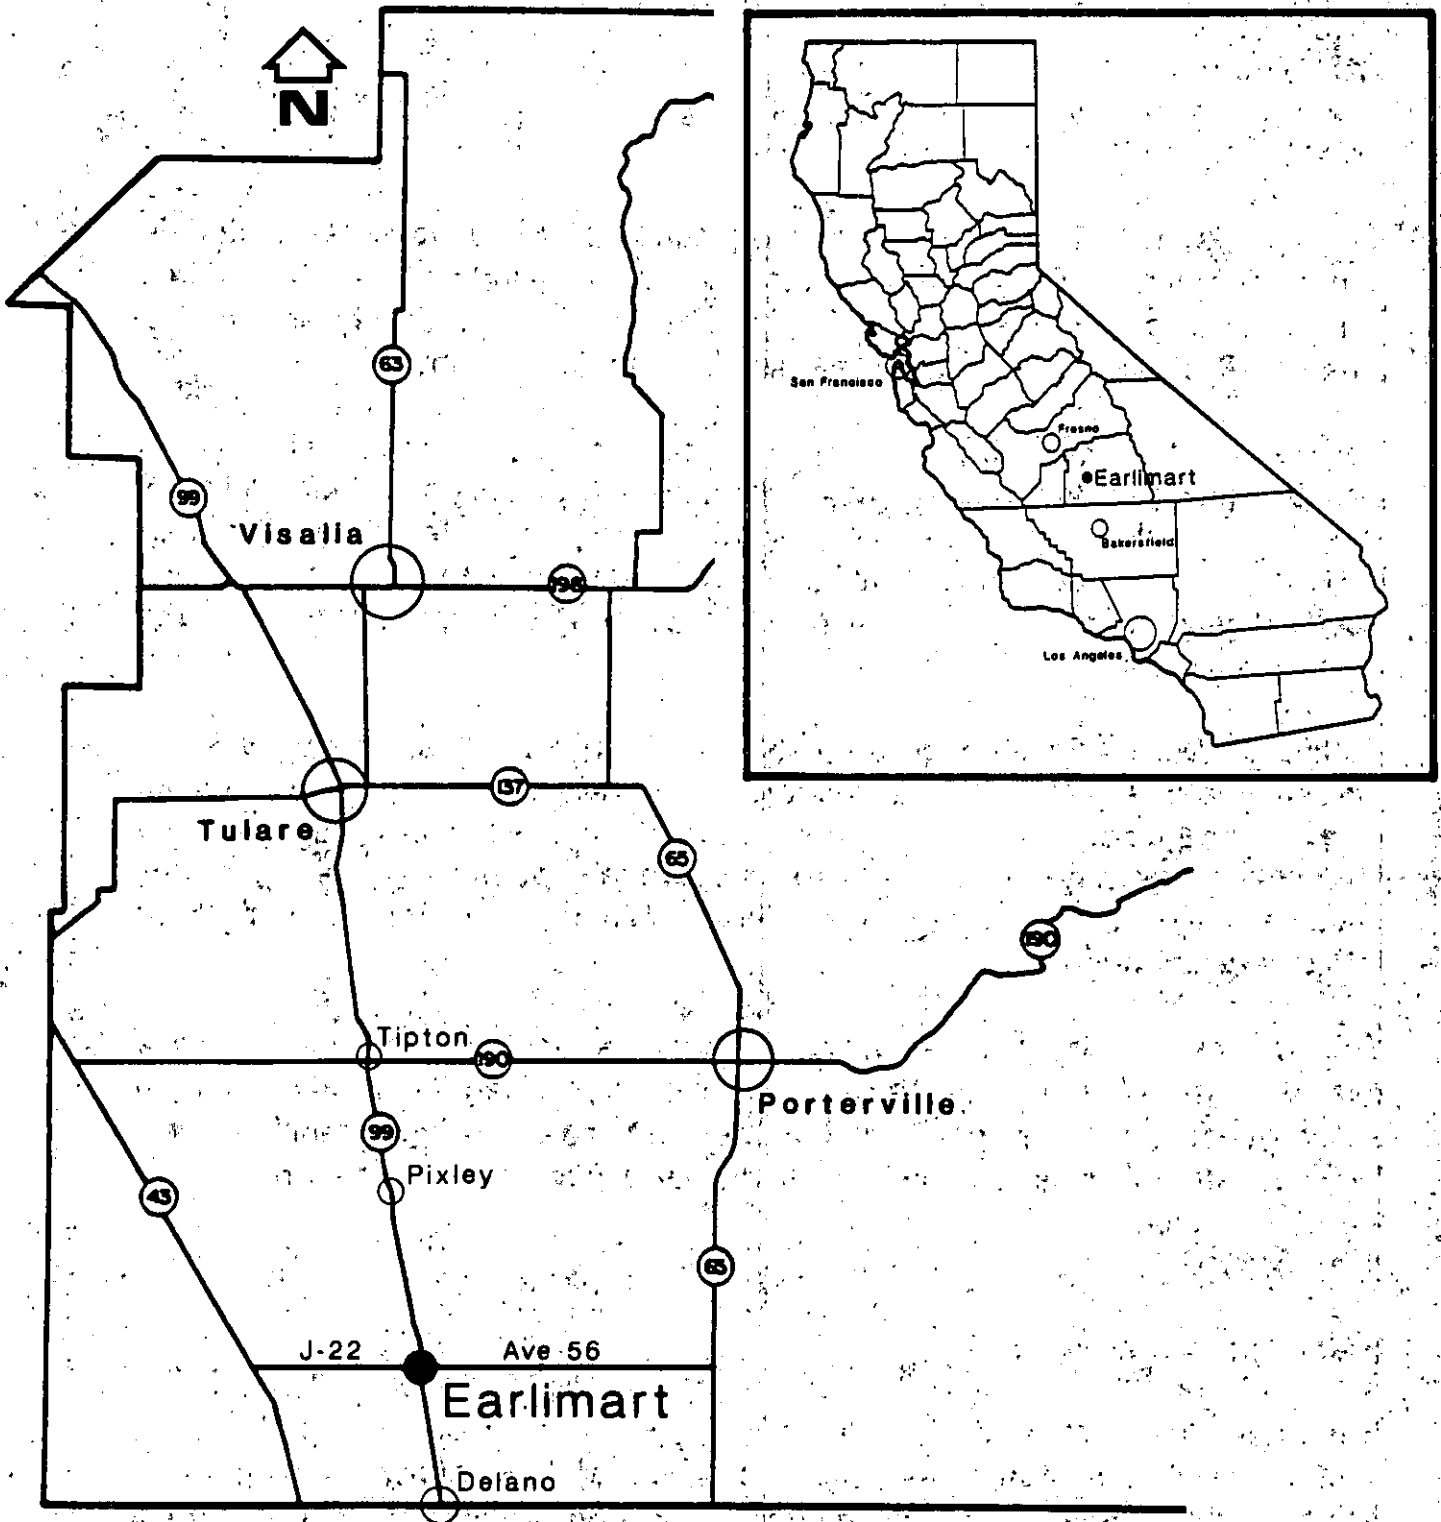 N
63
San Francisco
Fresno
99
Earlimart
Visalia
Bakersfield
198
Los Angeles
137
Tulare
65
190
Tipton
190
Porterville
99
Pixley
43
65
J-22
Ave 56
Earlimart
Delano